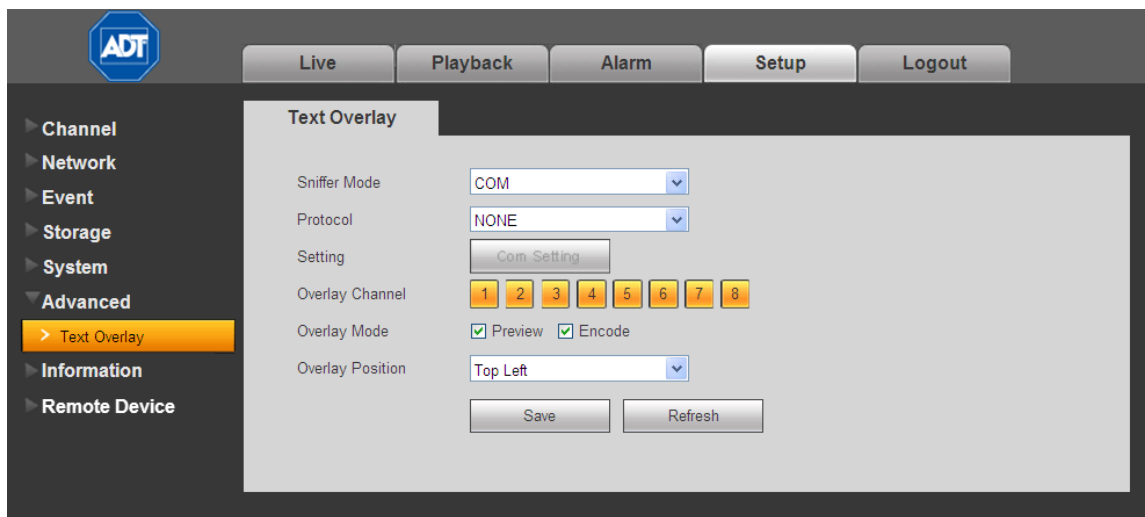 ADT
Live Playback Alarm Setup Logout
Channel
Network
Event
Storage
System
Advanced
> Text Overlay
Information
Remote Device
Text Overlay
Sniffer Mode COM
Protocol NONE
Setting Com Setting
Overlay Channel 1 2 3 4 5 6 7 8
Overlay Mode Preview Encode
Overlay Position Top Left
Save Refresh